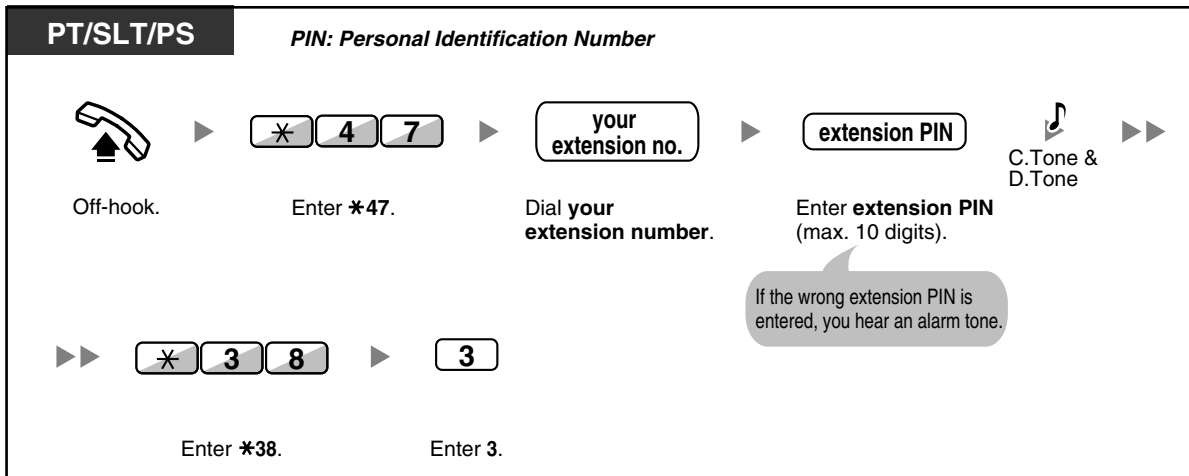 PT/SLT/PS
PIN: Personal Identification Number
* 4 7
your
extension no.
extension PIN
C.Tone &
D.Tone
Off-hook.
Enter *47.
Dial your
extension number.
Enter extension PIN
(max. 10 digits).
If the wrong extension PIN is
entered, you hear an alarm tone.
* 3 8
3
Enter *38.
Enter 3.